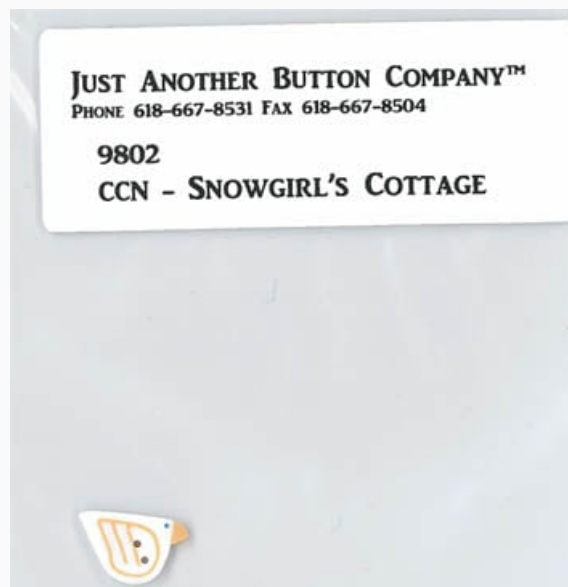 JUST ANOTHER BUTTON COMPANY™
PHONE 618-667-8531 FAX 618-667-8504
9802
CCN - SNOWGIRL'S COTTAGE